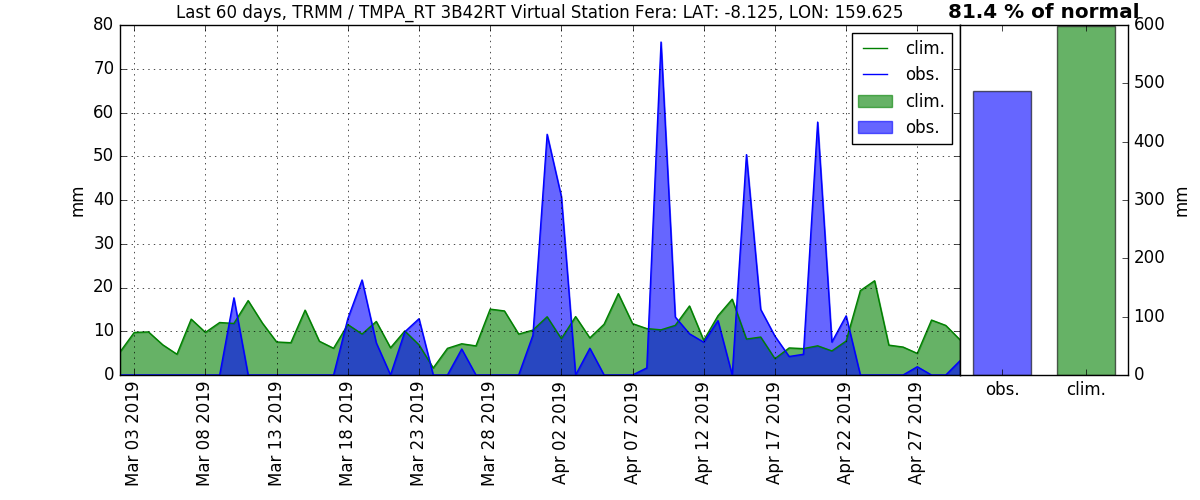 Last 60 days, TRMM / TMPA_RT 3B42RT Virtual Station Fera: LAT: -8.125, LON: 159.625
81.4 % of normal
80
70
60
50
40
30
20
10
0
mm
clim.
obs.
clim.
obs.
Mar 03 2019
Mar 08 2019
Mar 13 2019
Mar 18 2019
Mar 23 2019
Mar 28 2019
Apr 02 2019
Apr 07 2019
Apr 12 2019
Apr 17 2019
Apr 22 2019
Apr 27 2019
600
500
400
300
200
100
0
mm
obs.
clim.